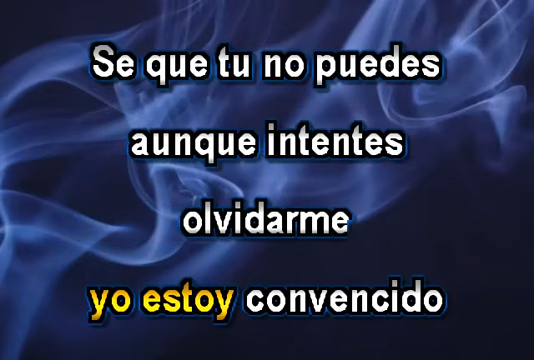 Se que tu no puedes
aunque intentes
olvidarme
yo estoy convencido